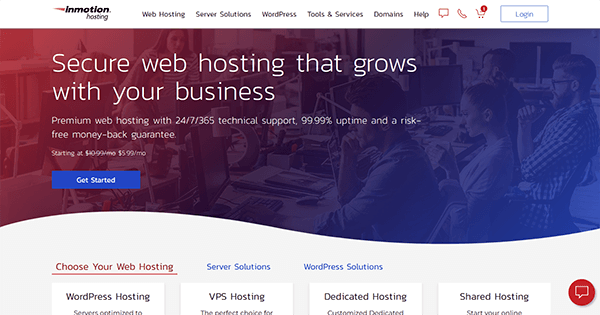 inmotion
hosting
Web Hosting Server Solutions WordPress Tools & Services Domains Help Login
Secure web hosting that grows
with your business
Premium web hosting with 24/7/365 technical support, 99.99% uptime and a risk-
free money-back guarantee.
Starting at $10.99/mo $5.99/mo
Get Started
Choose Your Web Hosting Server Solutions WordPress Solutions
WordPress Hosting VPS Hosting Dedicated Hosting Shared Hosting
Servers optimized to The perfect choice for Customized Dedicated Start your online